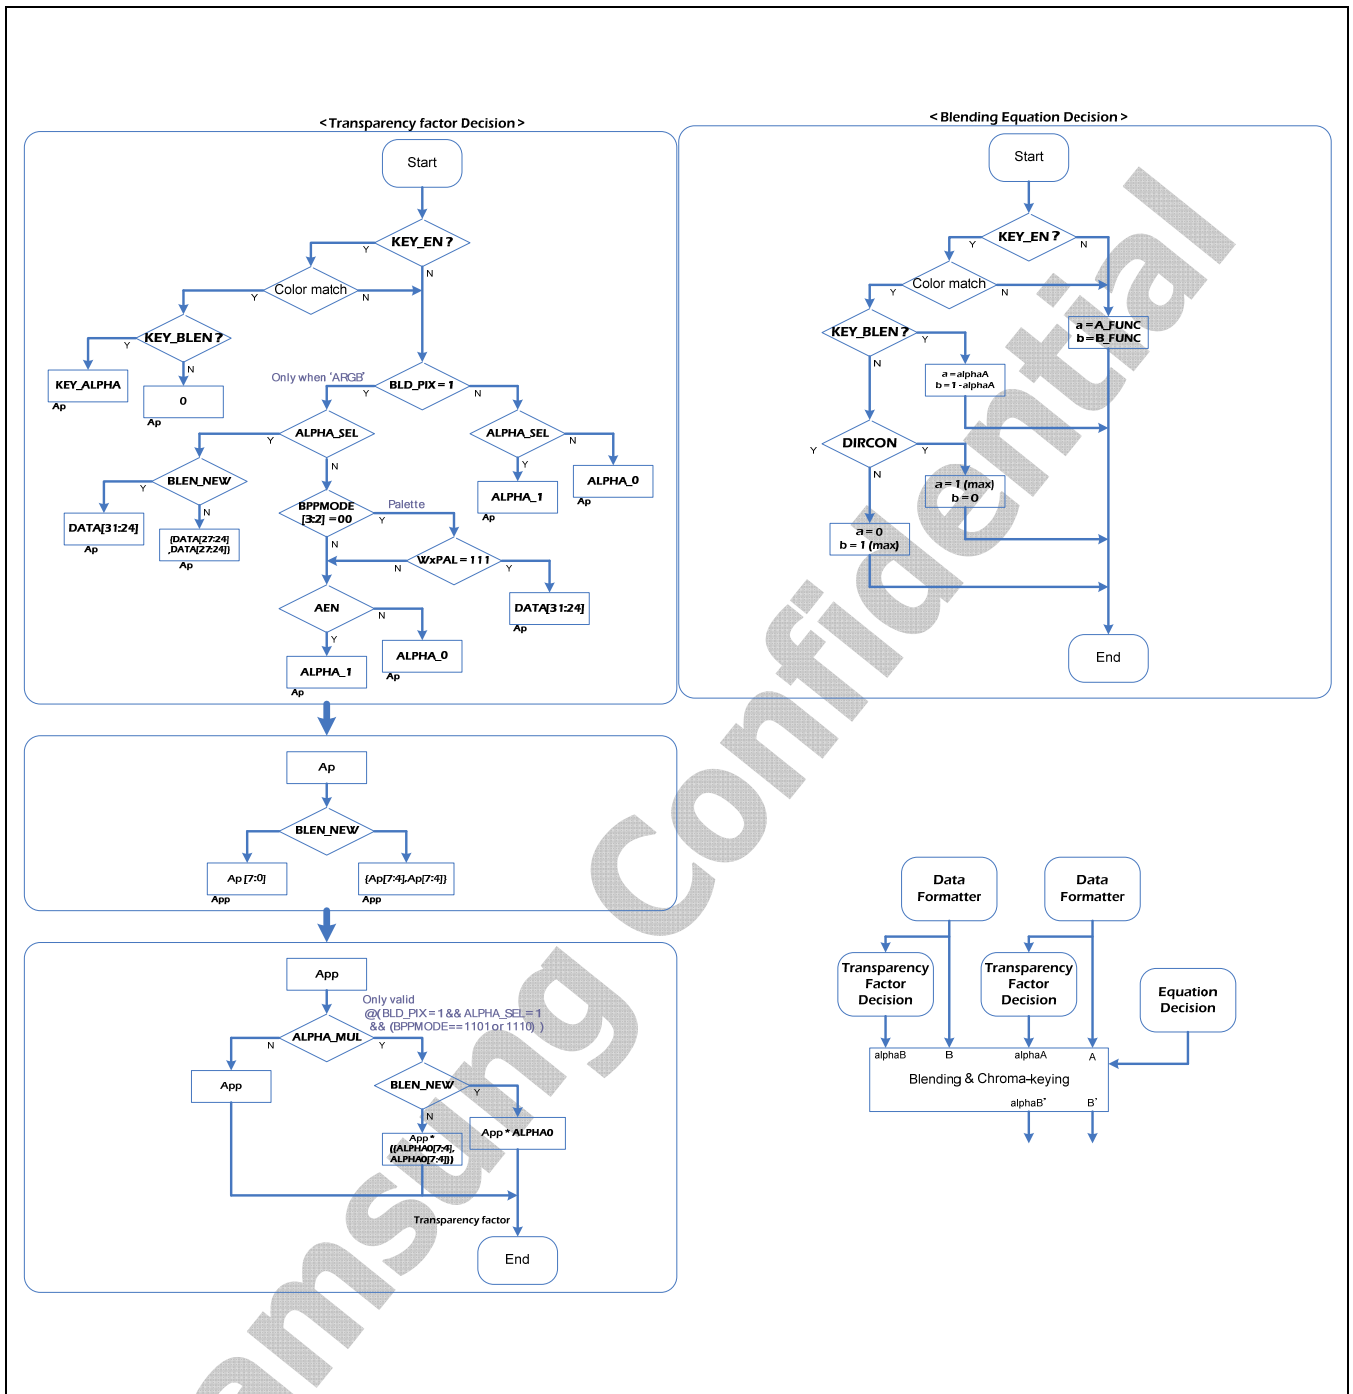 < Transparency factor Decision >
Start
KEY_EN ?
Y
N
Color match
Y
N
KEY_BLEN ?
Y
N
KEY_ALPHA
Ap
0
Ap
Only when 'ARGB'
BLD_PIX = 1
Y
N
ALPHA_SEL
Y
N
ALPHA_SEL
N
Y
ALPHA_1
Ap
ALPHA_0
Ap
BLEN_NEW
Y
N
DATA[31:24]
Ap
{DATA[27:24]
,DATA[27:24]}
Ap
BPPMODE
[3:2] = 00
Palette
Y
N
WxPAL = 111
N
Y
DATA[31:24]
Ap
AEN
N
Y
ALPHA_1
Ap
ALPHA_0
Ap
Ap
BLEN_NEW
Ap [7:0]
App
{Ap[7:4],Ap[7:4]}
App
App
Only valid
@( BLD_PIX = 1 && ALPHA_SEL = 1
&& (BPPMODE== 1101 or 1110) )
ALPHA_MUL
N
Y
App
BLEN_NEW
Y
N
App *
({ALPHA0[7:4],
ALPHA0[7:4]})
App * ALPHA0
Transparency factor
End
< Blending Equation Decision >
Start
KEY_EN ?
Y
N
Color match
Y
N
KEY_BLEN ?
Y
N
a = A_FUNC
b = B_FUNC
a = alphaA
b = 1 - alphaA
DIRCON
Y
Y
N
a = 1 (max)
b = 0
a = 0
b = 1 (max)
End
Data
Formatter
Data
Formatter
Transparency
Factor
Decision
Transparency
Factor
Decision
Equation
Decision
alphaB
B
alphaA
A
Blending & Chroma-keying
alphaB'
B'
amsung Confidential